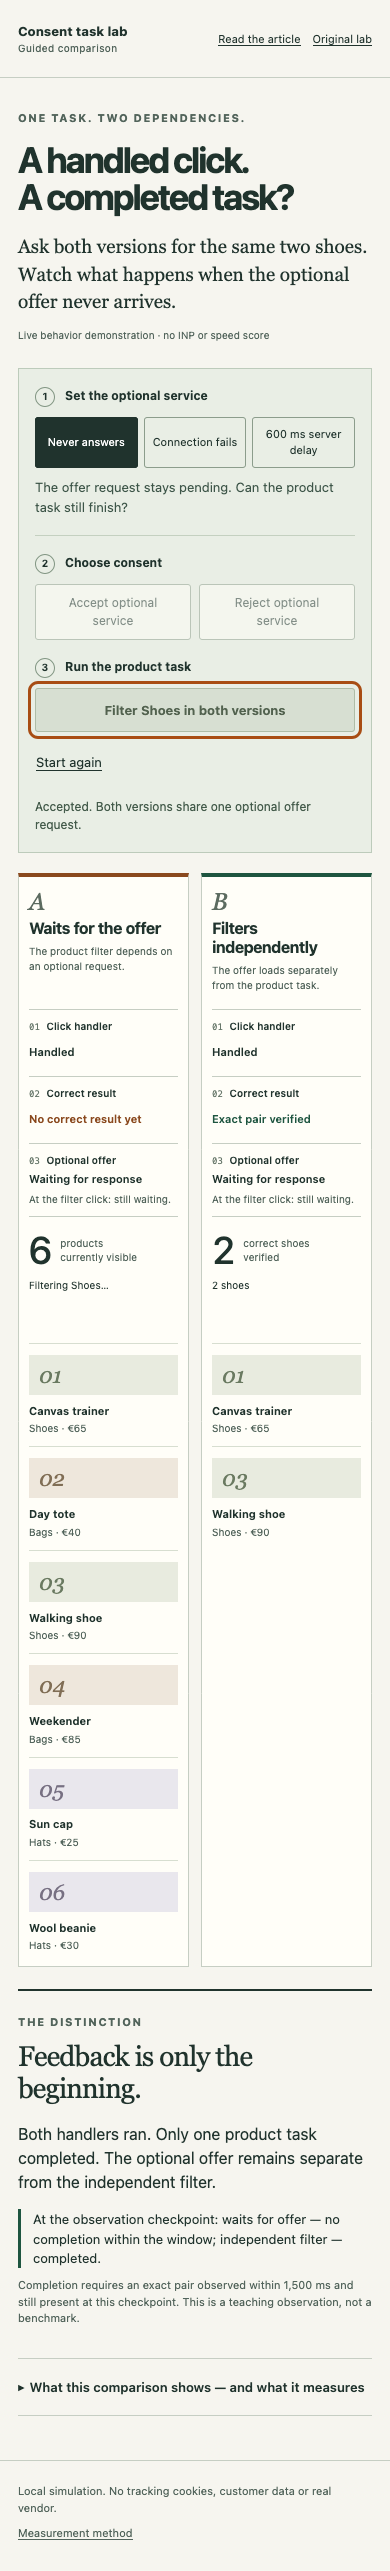 Consent task lab
Guided comparison
Read the article
Original lab
ONE TASK. TWO DEPENDENCIES.
A handled click.
A completed task?
Ask both versions for the same two shoes.
Watch what happens when the optional
offer never arrives.
Live behavior demonstration · no INP or speed score
1 Set the optional service
Never answers
Connection fails
600 ms server
delay
The offer request stays pending. Can the product
task still finish?
2 Choose consent
Accept optional
service
Reject optional
service
3 Run the product task
Filter Shoes in both versions
Start again
Accepted. Both versions share one optional offer
request.
A
Waits for the offer
The product filter depends on
an optional request.
01 Click handler
Handled
02 Correct result
No correct result yet
03 Optional offer
Waiting for response
At the filter click: still waiting.
6 products
currently visible
Filtering Shoes…
01
Canvas trainer
Shoes · €65
02
Day tote
Bags · €40
03
Walking shoe
Shoes · €90
04
Weekender
Bags · €85
05
Sun cap
Hats · €25
06
Wool beanie
Hats · €30
B
Filters
independently
The offer loads separately
from the product task.
01 Click handler
Handled
02 Correct result
Exact pair verified
03 Optional offer
Waiting for response
At the filter click: still waiting.
2 correct shoes
verified
2 shoes
01
Canvas trainer
Shoes · €65
03
Walking shoe
Shoes · €90
THE DISTINCTION
Feedback is only the
beginning.
Both handlers ran. Only one product task
completed. The optional offer remains separate
from the independent filter.
At the observation checkpoint: waits for offer — no
completion within the window; independent filter —
completed.
Completion requires an exact pair observed within 1,500 ms and
still present at this checkpoint. This is a teaching observation, not a
benchmark.
▸ What this comparison shows — and what it measures
Local simulation. No tracking cookies, customer data or real
vendor.
Measurement method